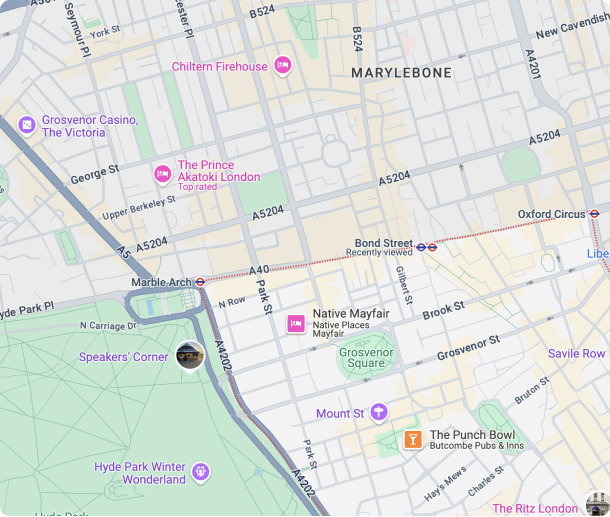 A50
B524
Seymour Pl
cester Pl
York St
B524
New Cavendish
A4201
Chiltern Firehouse
MARYLEBONE
Grosvenor Casino,
The Victoria
A5204
George St
The Prince
Akatoki London
Top rated
A5204
Upper Berkeley St
A5204
Oxford Circus
A5204
A5
Bond Street
Recently viewed
Libe
A40
Marble Arch
Gilbert St
Park St
N Row
yde Park Pl
Brook St
Native Mayfair
Native Places
Mayfair
N Carriage Dr
Grosvenor St
A4202
Speakers' Corner
Grosvenor
Square
Savile Row
Bruton St
Mount St
The Punch Bowl
Butcombe Pubs & Inns
Park St
Hyde Park Winter
Wonderland
A4202
Hay's Mews
Charles St
The Ritz London
Hyde Park